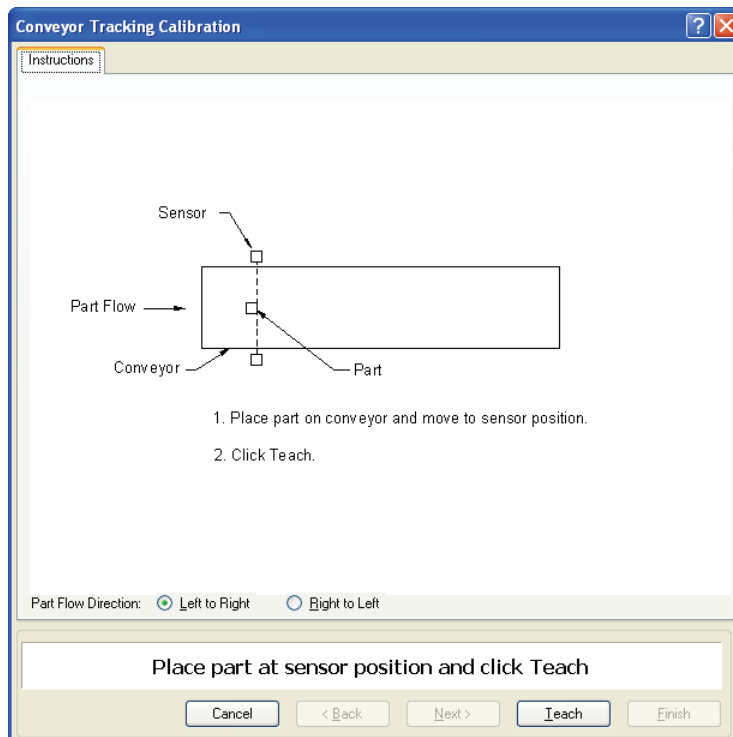 Conveyor Tracking Calibration
Instructions
Sensor
Part Flow
Conveyor
Part
1. Place part on conveyor and move to sensor position.
2. Click Teach.
Part Flow Direction: Left to Right Right to Left
Place part at sensor position and click Teach
Cancel < Back Next > Teach Finish